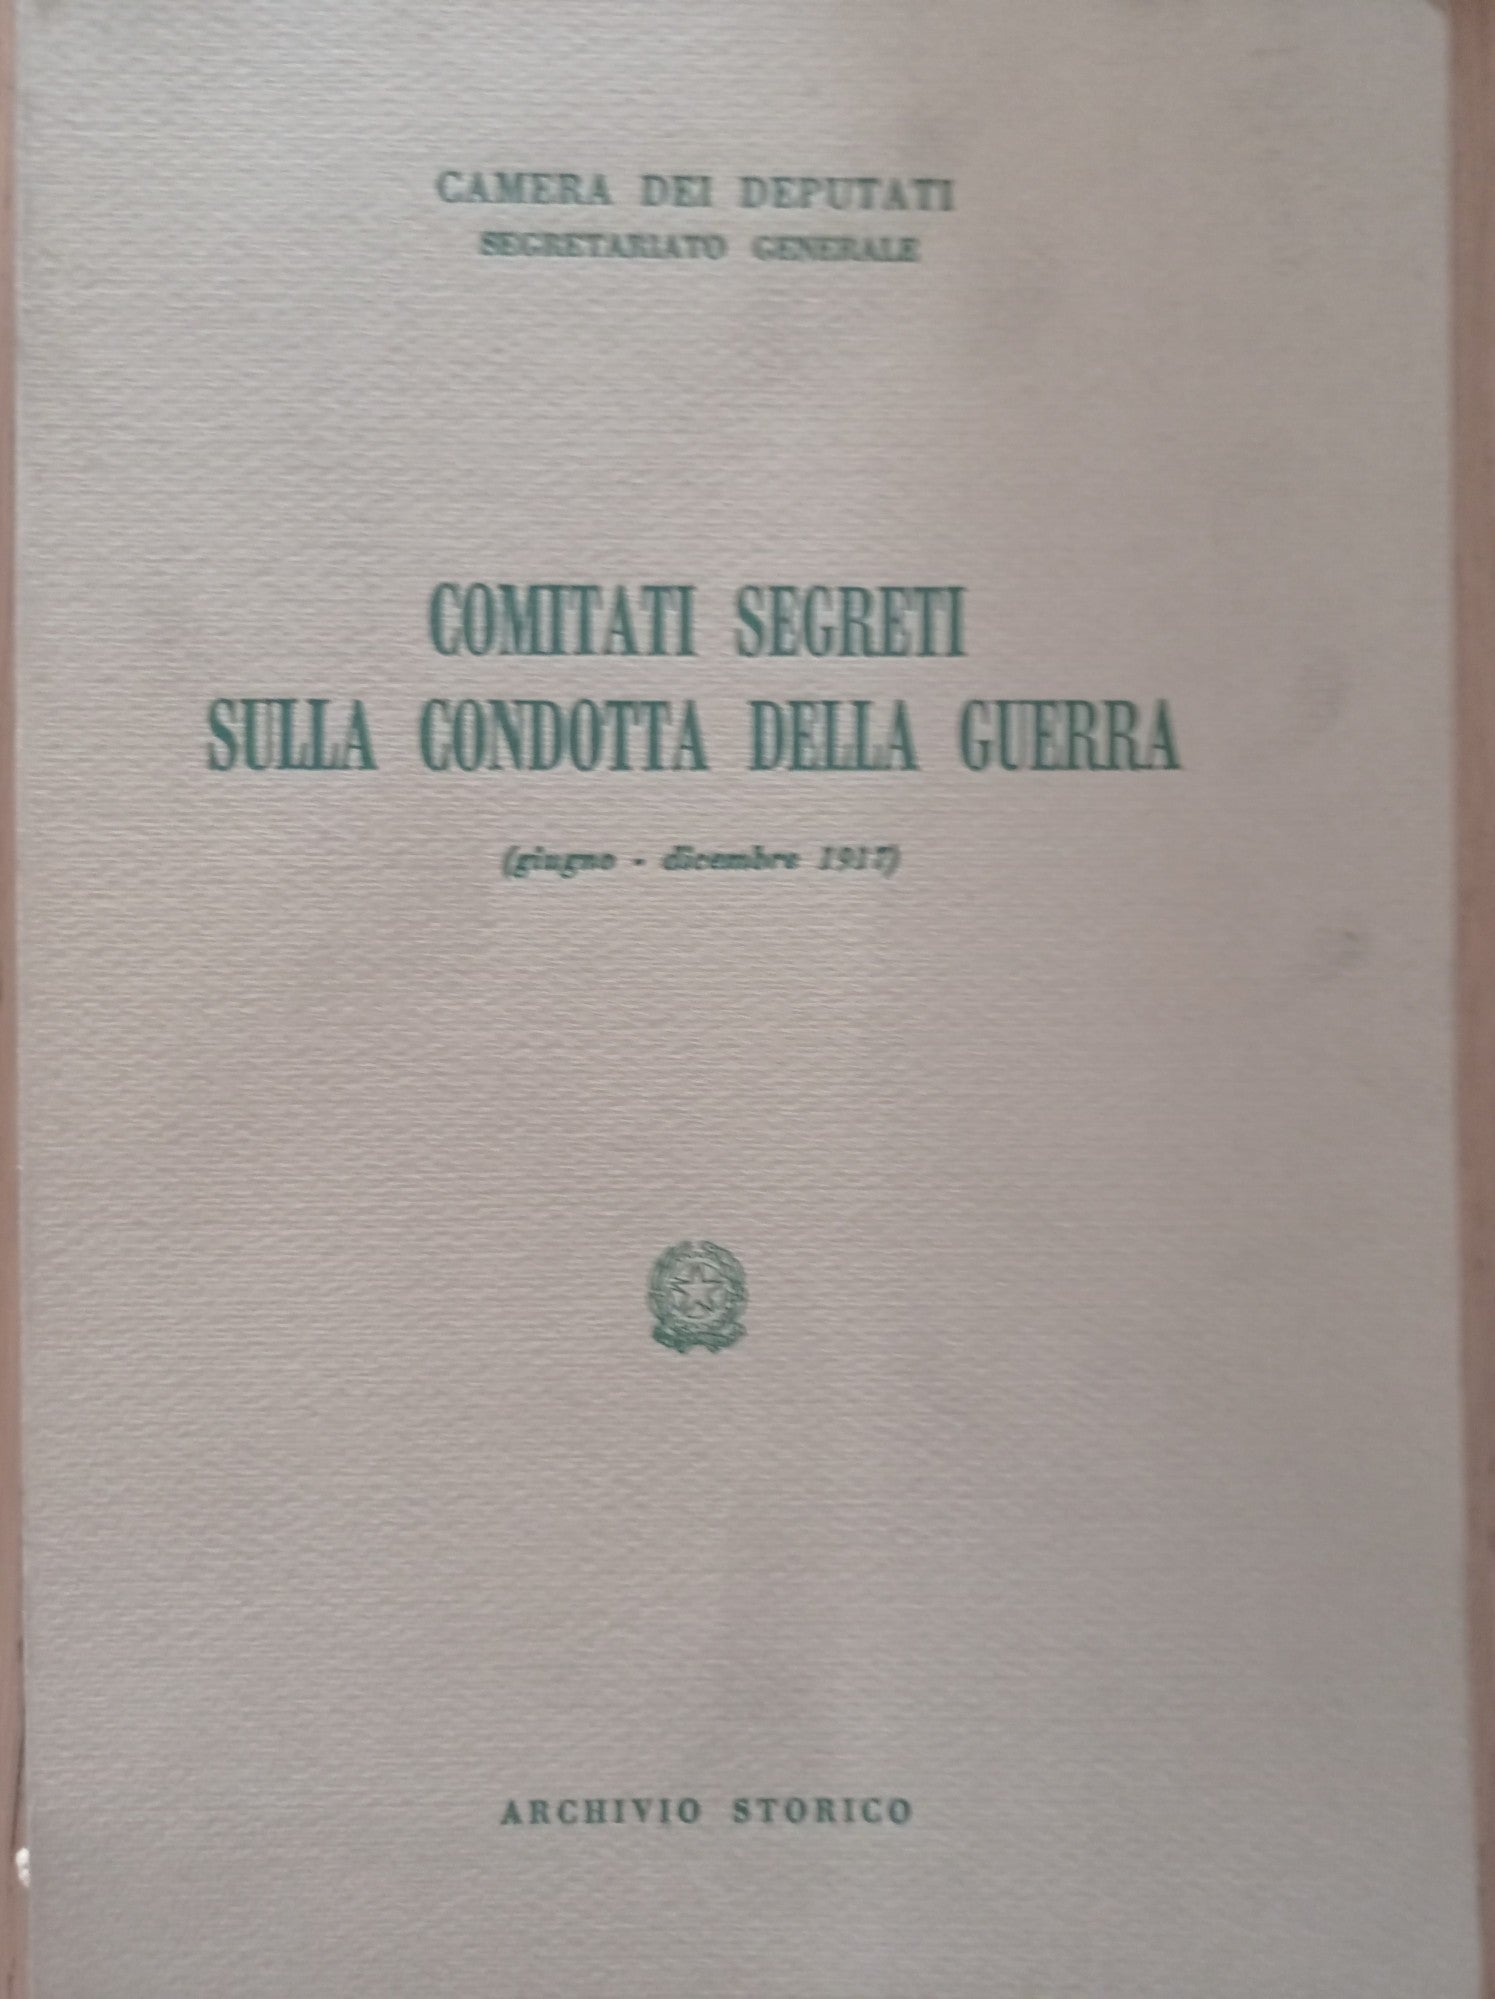 CAMERA DEI DEPUTATI
SEGRETARIATO GENERALE
COMITATI SEGRETI
SULLA CONDOTTA DELLA GUERRA
(giugno - dicembre 1917)
ARCHIVIO STORICO